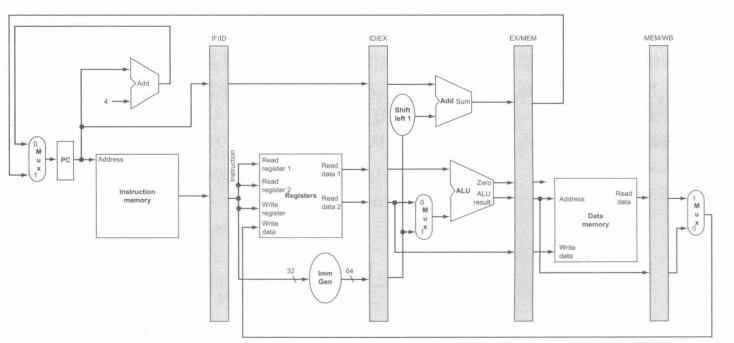 IF/ID
ID/EX
EX/MEM
MEM/WB
Add
4
Add Sum
Shift
left 1
0
M
u
x
1
PC
Address
Instruction
memory
Instruction
Read
register 1
Read
data 1
Read
register 2
Registers
Write
register
Read
data 2
Write
data
0
M
u
x
1
ALU
Zero
ALU
result
Address
Read
data
Data
memory
Write
data
1
M
u
x
0
32
Imm
Gen
64